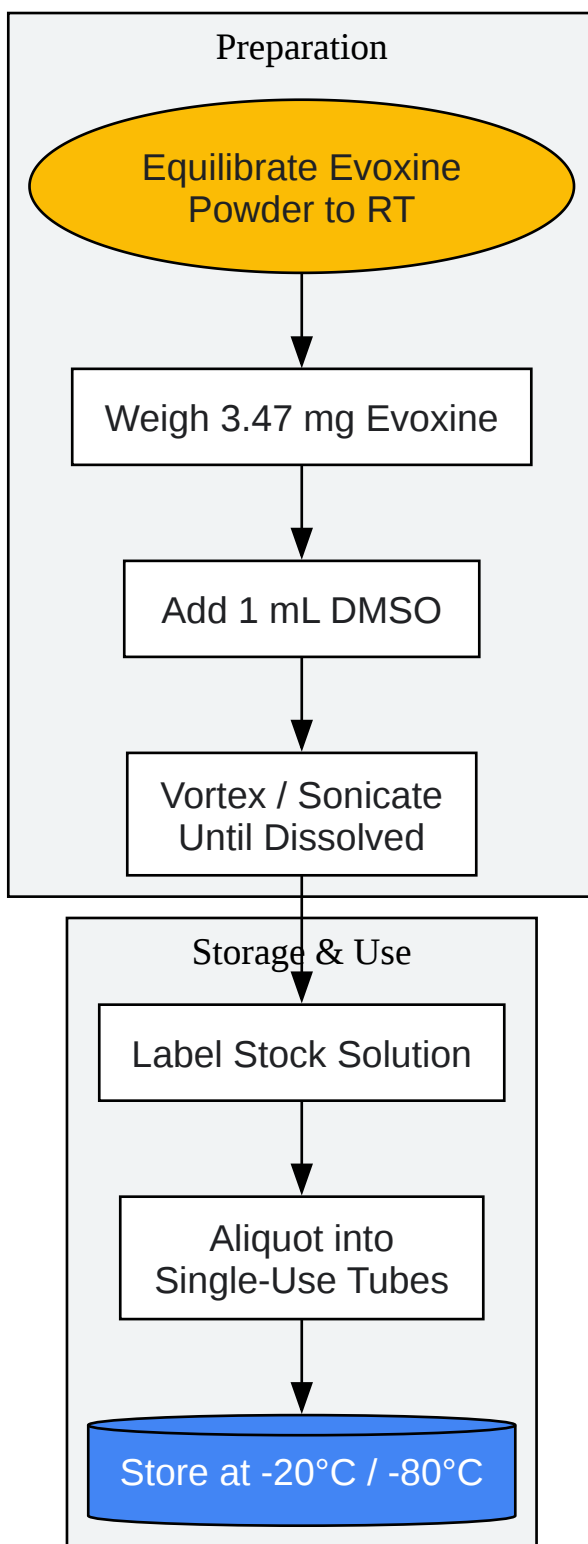 Preparation
Equilibrate Evoxine
Powder to RT
Weigh 3.47 mg Evoxine
Add 1 mL DMSO
Vortex / Sonicate
Until Dissolved
Storage & Use
Label Stock Solution
Aliquot into
Single-Use Tubes
Store at -20°C / -80°C